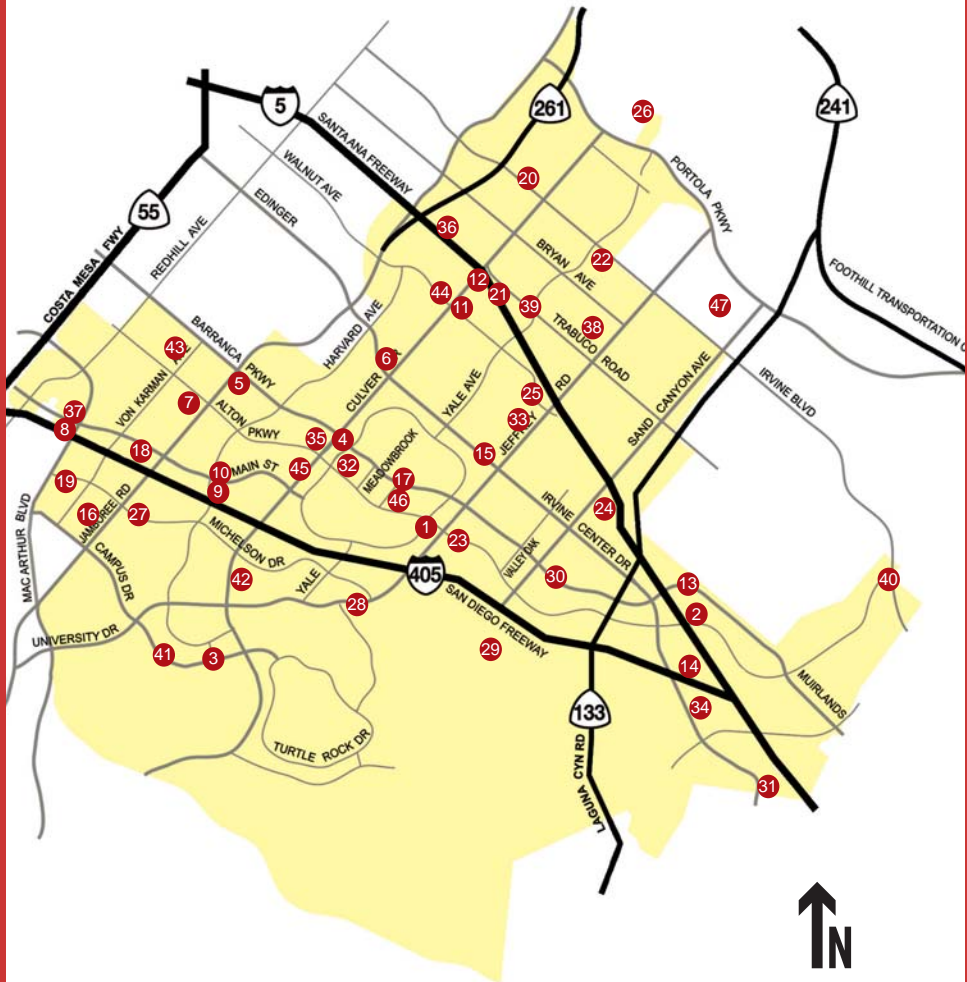 5
261
241
26
SANTA ANA FREEWAY
WALNUT AVE
PORTOLA PKWY
20
EDINGER
55
36
REDHILL AVE
COSTA MESA FWY
BRYAN AVE
22
FOOTHILL TRANSPORTATION C
12
44
21
11
39
47
HARVARD AVE
TRABUCO ROAD
38
BARRANCA PKWY
43
6
SAND CANYON AVE
IRVINE BLVD
5
CULVER
YALE AVE
25
VON KARMAN
7
ALTON PKWY
37
33
JEFFREY RD
8
35
4
18
15
MEADOWBROOK
32
10
MAIN ST
45
17
19
9
46
IRVINE CENTER DR
24
16
JAMBOREE RD
27
MAC ARTHUR BLVD
MICHELSON DR
1
23
VALLEY OAK
CAMPUS DR
42
YALE
405
30
13
40
28
SAN DIEGO FREEWAY
2
UNIVERSITY DR
41
3
29
14
MUIRLANDS
34
133
TURTLE ROCK DR
LAGUNA CYN RD
31
N